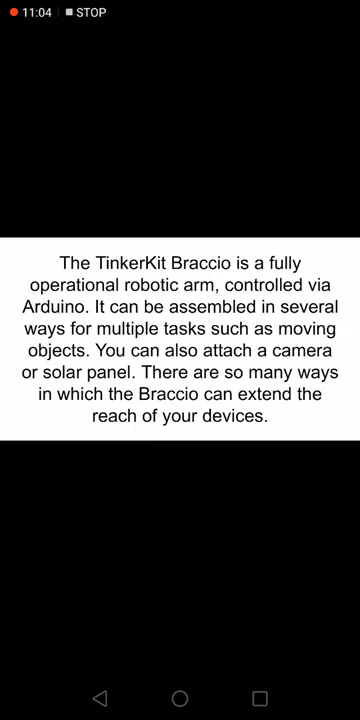 11:04 STOP
The TinkerKit Braccio is a fully
operational robotic arm, controlled via
Arduino. It can be assembled in several
ways for multiple tasks such as moving
objects. You can also attach a camera
or solar panel. There are so many ways
in which the Braccio can extend the
reach of your devices.